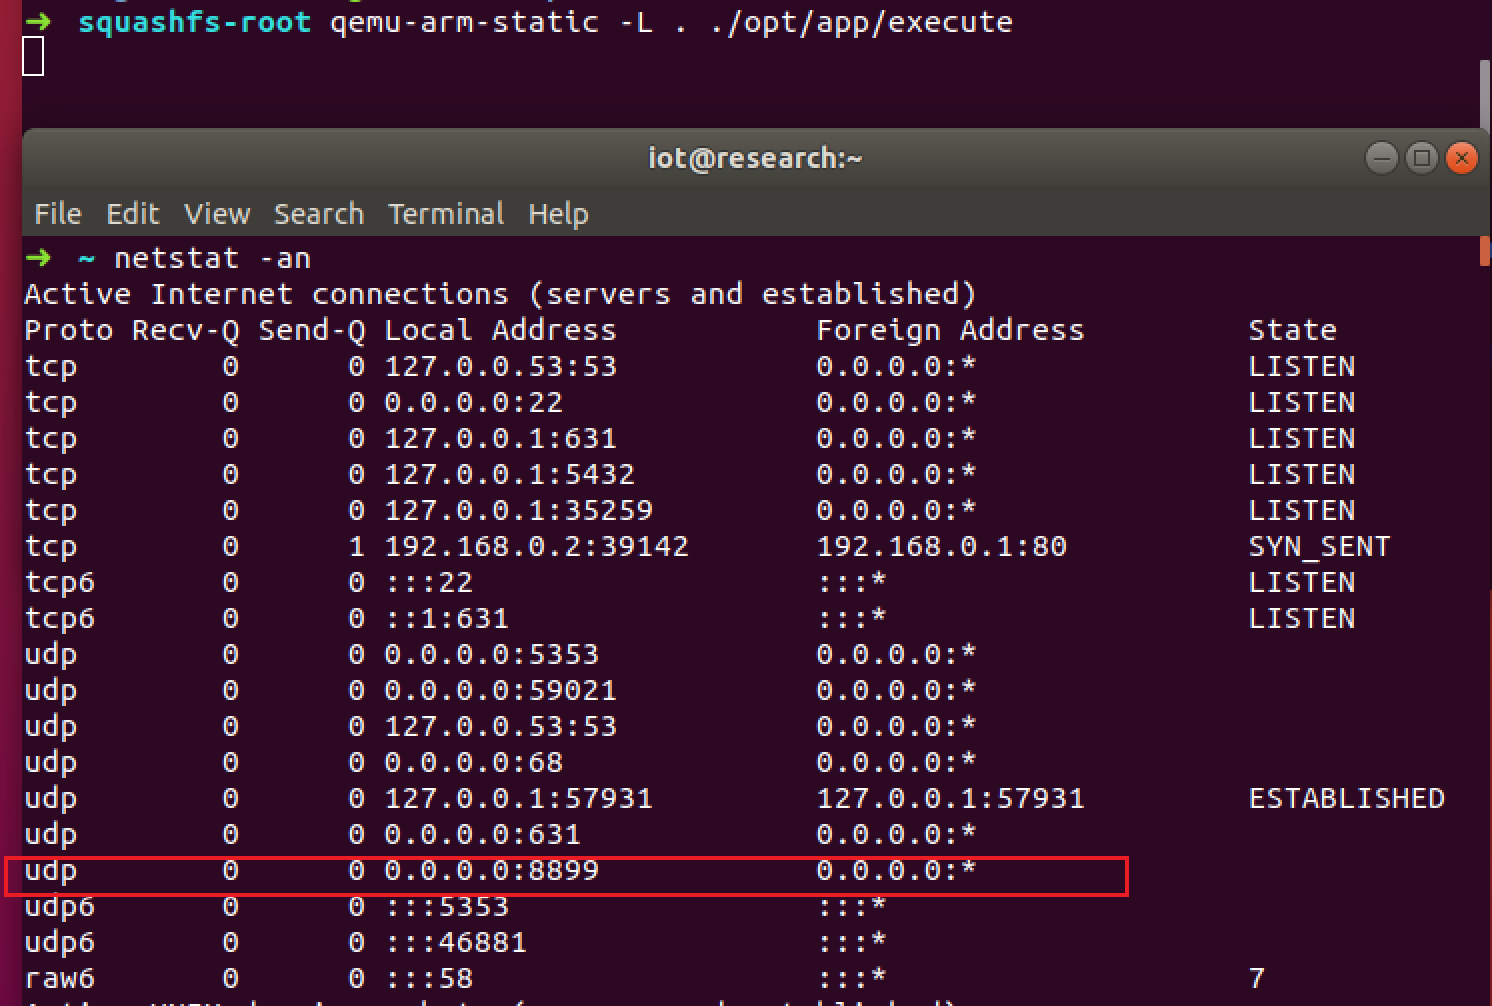 ➜ squashfs-root qemu-arm-static -L . ./opt/app/execute
iot@research:~
File Edit View Search Terminal Help
➜ ~ netstat -an
Active Internet connections (servers and established)
Proto Recv-Q Send-Q Local Address Foreign Address State
tcp 0 0 127.0.0.53:53 0.0.0.0:* LISTEN
tcp 0 0 0.0.0.0:22 0.0.0.0:* LISTEN
tcp 0 0 127.0.0.1:631 0.0.0.0:* LISTEN
tcp 0 0 127.0.0.1:5432 0.0.0.0:* LISTEN
tcp 0 0 127.0.0.1:35259 0.0.0.0:* LISTEN
tcp 0 1 192.168.0.2:39142 192.168.0.1:80 SYN_SENT
tcp6 0 0 :::22 :::* LISTEN
tcp6 0 0 ::1:631 :::* LISTEN
udp 0 0 0.0.0.0:5353 0.0.0.0:*
udp 0 0 0.0.0.0:59021 0.0.0.0:*
udp 0 0 127.0.0.53:53 0.0.0.0:*
udp 0 0 0.0.0.0:68 0.0.0.0:*
udp 0 0 127.0.0.1:57931 127.0.0.1:57931 ESTABLISHED
udp 0 0 0.0.0.0:631 0.0.0.0:*
udp 0 0 0.0.0.0:8899 0.0.0.0:*
udp6 0 0 :::5353 :::*
udp6 0 0 :::46881 :::*
raw6 0 0 :::58 :::* 7